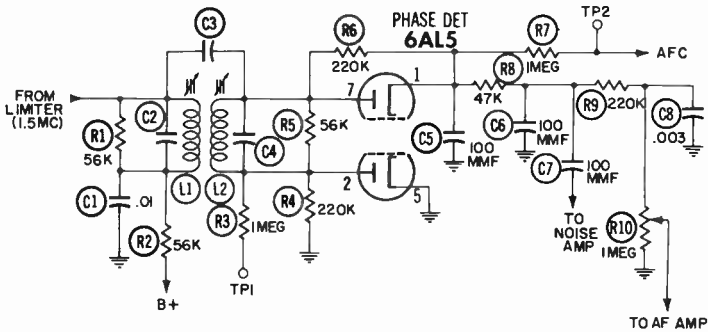 PHASE DET
6AL5
TP2
C3
R6
220K
R7
1MEG
AFC
FROM
LIMITER
(1.5MC)
R8
47K
1
7
R1
56K
C2
R5
56K
C4
C5
100
MMF
C6
100
MMF
R9
220K
C8
.003
C1
.01
L1
L2
2
5
R2
56K
R3
1MEG
R4
220K
C7
100
MMF
TO
NOISE
AMP
R10
1MEG
B+
TP1
TO AF AMP